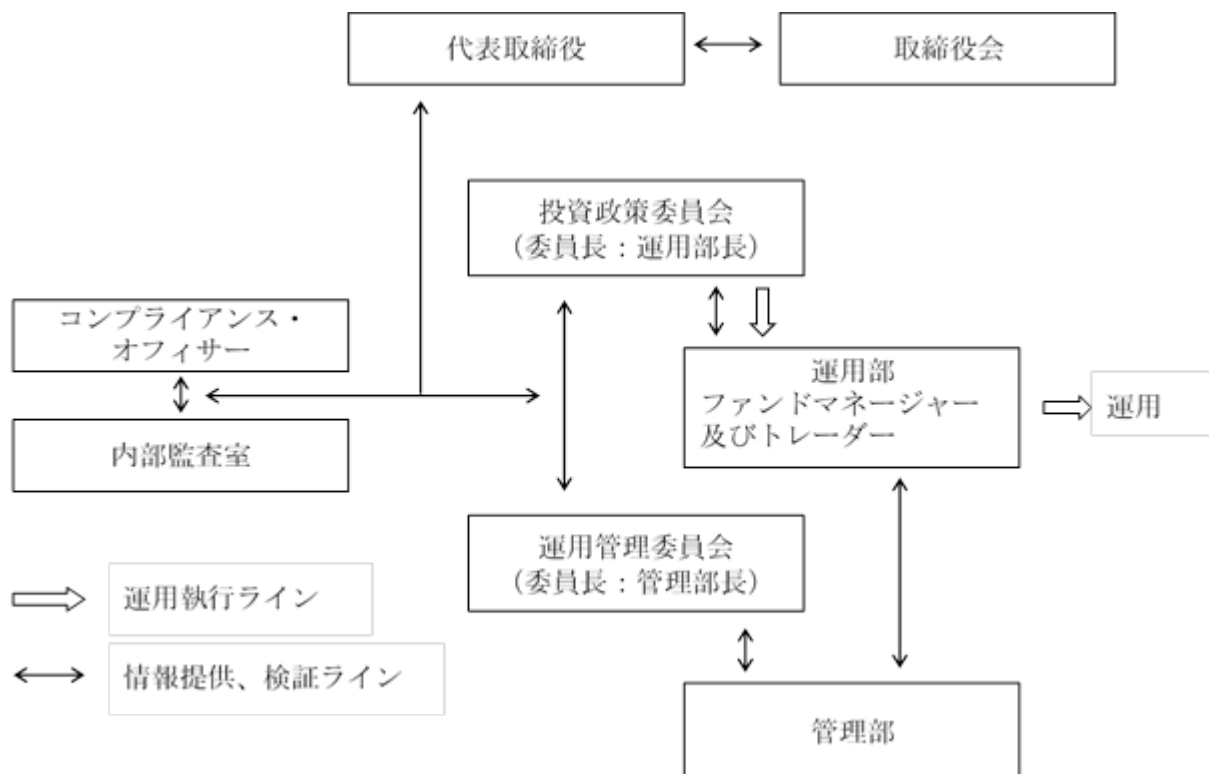 代表取締役
取締役会
投資政策委員会
（委員長：運用部長）
コンプライアンス・
オフィサー
内部監査室
運用部
ファンドマネージャー
及びトレーダー
運用
運用管理委員会
（委員長：管理部長）
運用執行ライン
情報提供、検証ライン
管理部